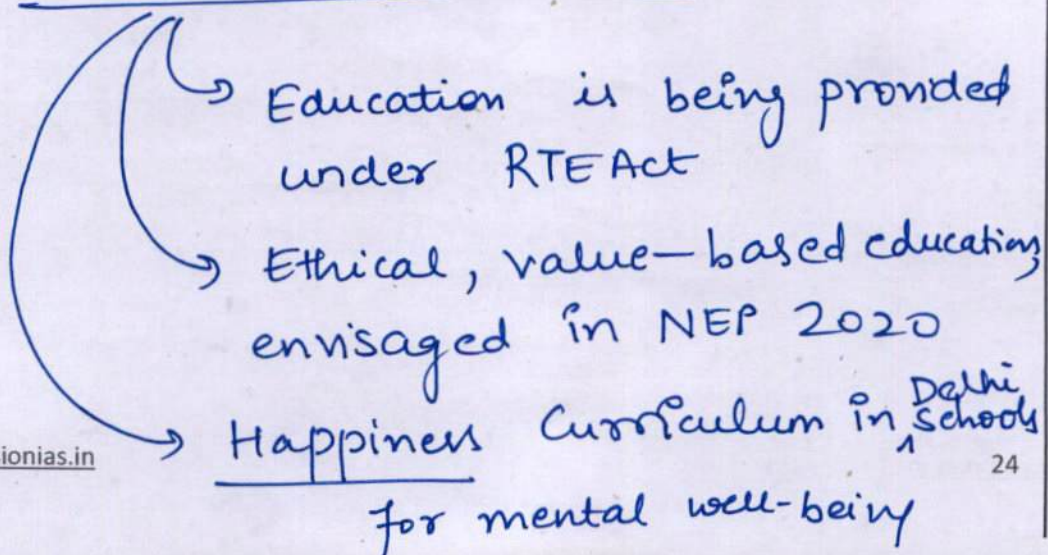 Education is being provided
under RTE Act
Ethical, value-based education,
envisaged in NEP 2020
Happiness Curriculum in Delhi Schools
ionias.in
24
for mental well-being